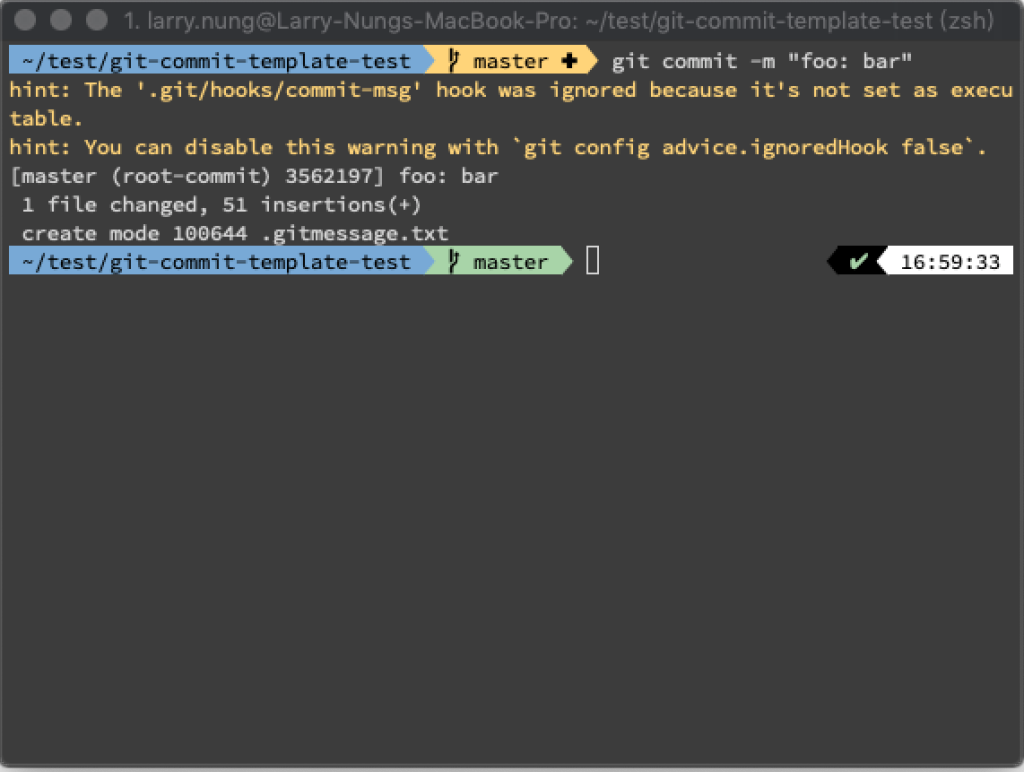 1. larry.nung@Larry-Nungs-MacBook-Pro: ~/test/git-commit-template-test (zsh)
~/test/git-commit-template-test master ✚ git commit -m "foo: bar"
hint: The '.git/hooks/commit-msg' hook was ignored because it's not set as execu
table.
hint: You can disable this warning with `git config advice.ignoredHook false`.
[master (root-commit) 3562197] foo: bar
 1 file changed, 51 insertions(+)
 create mode 100644 .gitmessage.txt
~/test/git-commit-template-test master ✔ 16:59:33